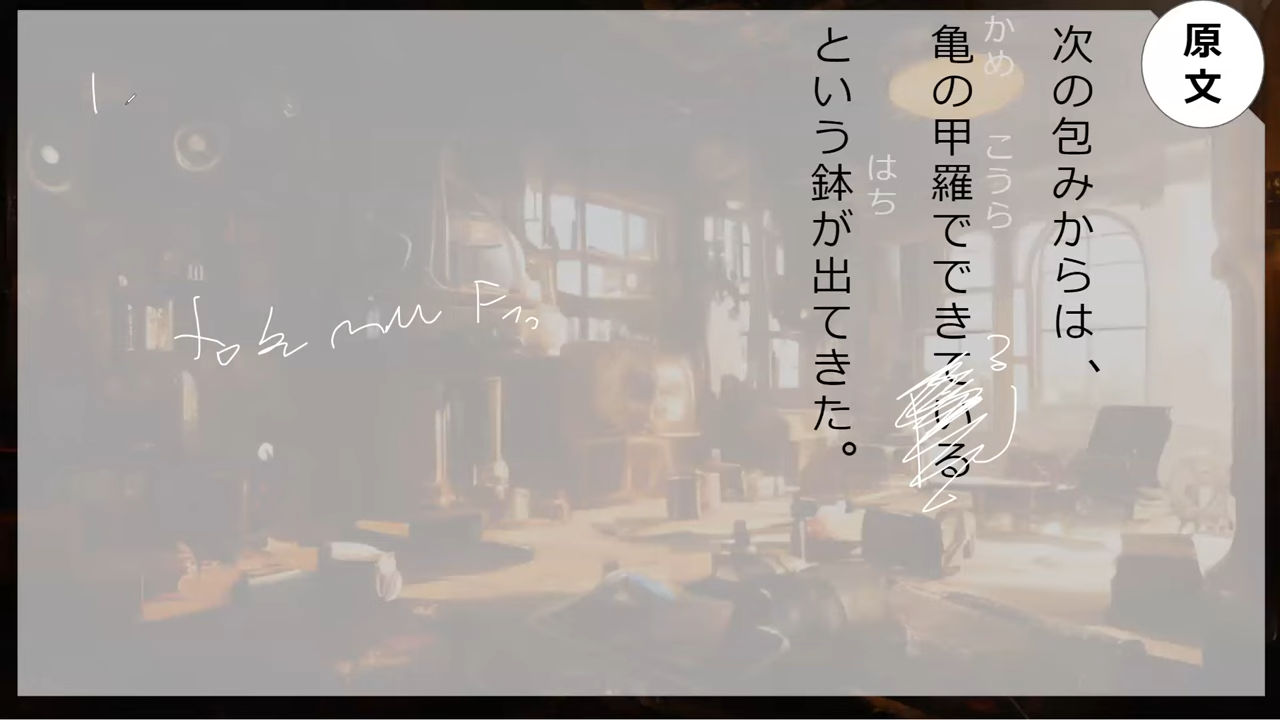 原文
次の包みからは、
かめ こうら
亀の甲羅でできている
る
はち
という鉢が出てきた。